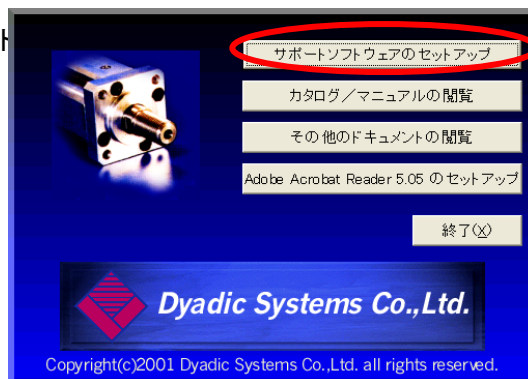 ト
サポートソフトウェアのセットアップ
カタログ／マニュアルの閲覧
その他のドキュメントの閲覧
Adobe Acrobat Reader 5.05 のセットアップ
終了(X)
Dyadic Systems Co.,Ltd.
Copyright(c)2001 Dyadic Systems Co.,Ltd. all rights reserved.